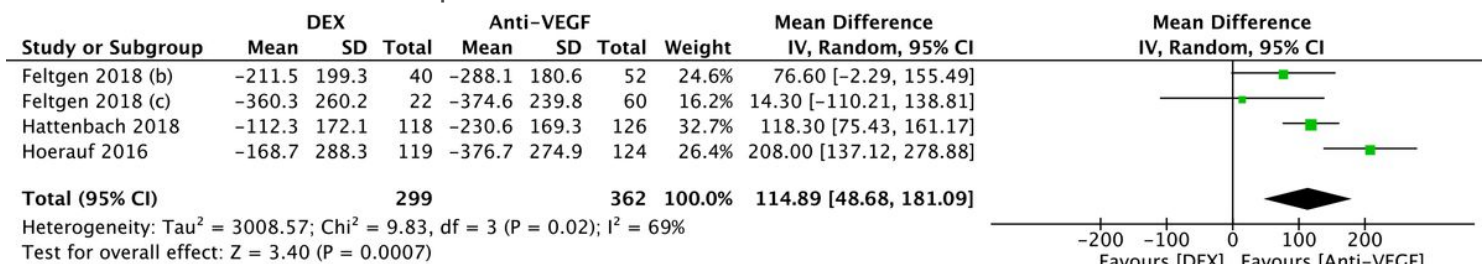 DEX Anti-VEGF Mean Difference Mean Difference
Study or Subgroup Mean SD Total Mean SD Total Weight IV, Random, 95% CI IV, Random, 95% CI
Feltgen 2018 (b) -211.5 199.3 40 -288.1 180.6 52 24.6% 76.60 [-2.29, 155.49]
Feltgen 2018 (c) -360.3 260.2 22 -374.6 239.8 60 16.2% 14.30 [-110.21, 138.81]
Hattenbach 2018 -112.3 172.1 118 -230.6 169.3 126 32.7% 118.30 [75.43, 161.17]
Hoerauf 2016 -168.7 288.3 119 -376.7 274.9 124 26.4% 208.00 [137.12, 278.88]
Total (95% CI) 299 362 100.0% 114.89 [48.68, 181.09]
Heterogeneity: Tau² = 3008.57; Chi² = 9.83, df = 3 (P = 0.02); I² = 69%
Test for overall effect: Z = 3.40 (P = 0.0007)
-200 -100 0 100 200
Favours [DEX] Favours [Anti-VEGF]